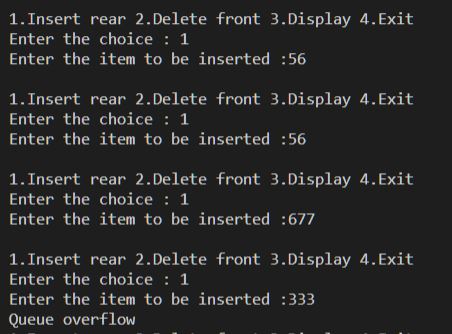 1.Insert rear 2.Delete front 3.Display 4.Exit
Enter the choice : 1
Enter the item to be inserted :56
1.Insert rear 2.Delete front 3.Display 4.Exit
Enter the choice : 1
Enter the item to be inserted :56
1.Insert rear 2.Delete front 3.Display 4.Exit
Enter the choice : 1
Enter the item to be inserted :677
1.Insert rear 2.Delete front 3.Display 4.Exit
Enter the choice : 1
Enter the item to be inserted :333
Queue overflow